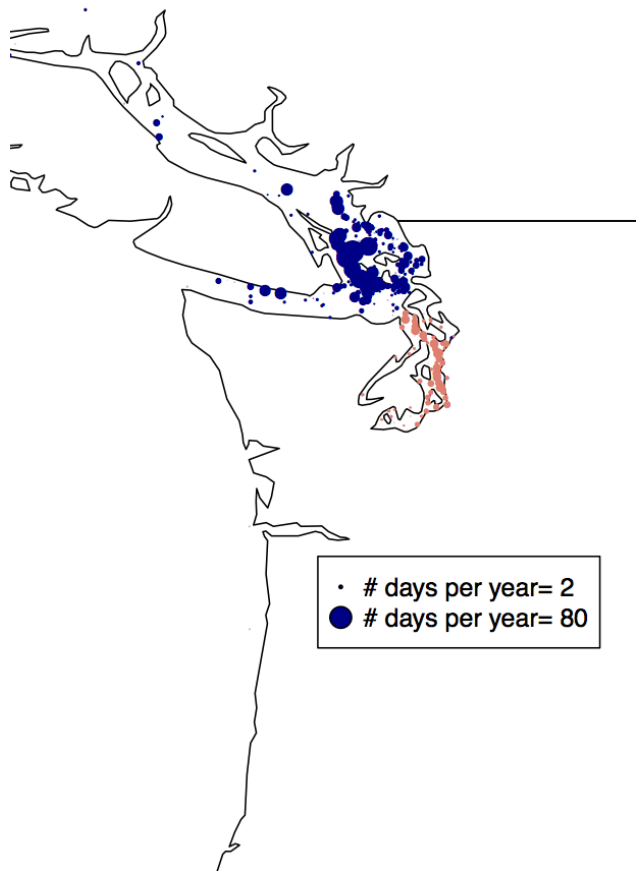 # days per year= 2
# days per year= 80